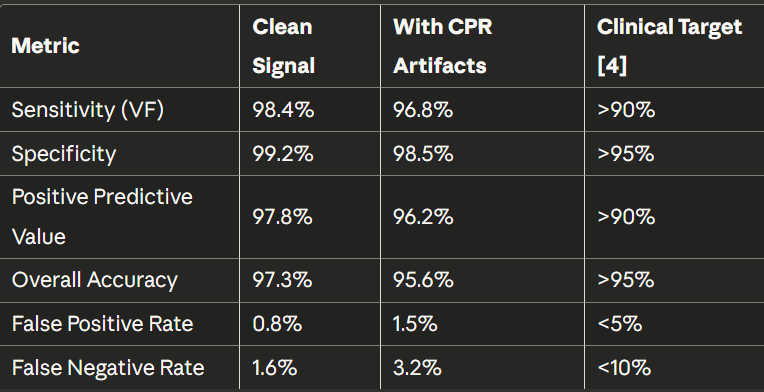 Metric Clean Signal With CPR Artifacts Clinical Target [4]
Sensitivity (VF) 98.4% 96.8% >90%
Specificity 99.2% 98.5% >95%
Positive Predictive Value 97.8% 96.2% >90%
Overall Accuracy 97.3% 95.6% >95%
False Positive Rate 0.8% 1.5% <5%
False Negative Rate 1.6% 3.2% <10%